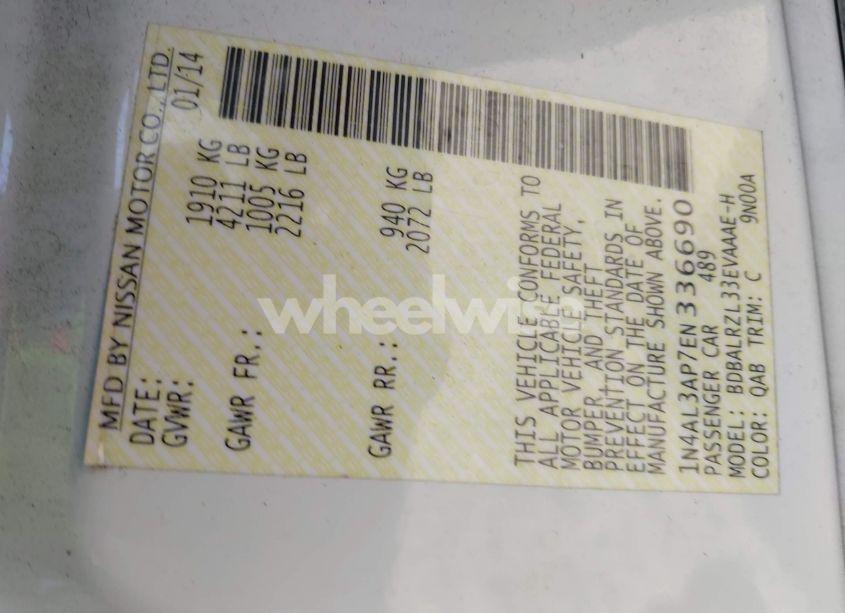 MFD BY NISSAN MOTOR CO., LTD.
DATE: 01/14
GVWR: 1910 KG
4211 LB
GAWR FR.: 1005 KG
2216 LB
GAWR RR.: 940 KG
2072 LB
THIS VEHICLE CONFORMS TO
ALL APPLICABLE FEDERAL
MOTOR VEHICLE SAFETY,
BUMPER, AND THEFT
PREVENTION STANDARDS IN
EFFECT ON THE DATE OF
MANUFACTURE SHOWN ABOVE.
1N4AL3AP7EN336690
PASSENGER CAR 489
MODEL: BDBALRZL33EVAAAE-H
COLOR: QAB TRIM: C 9N00A